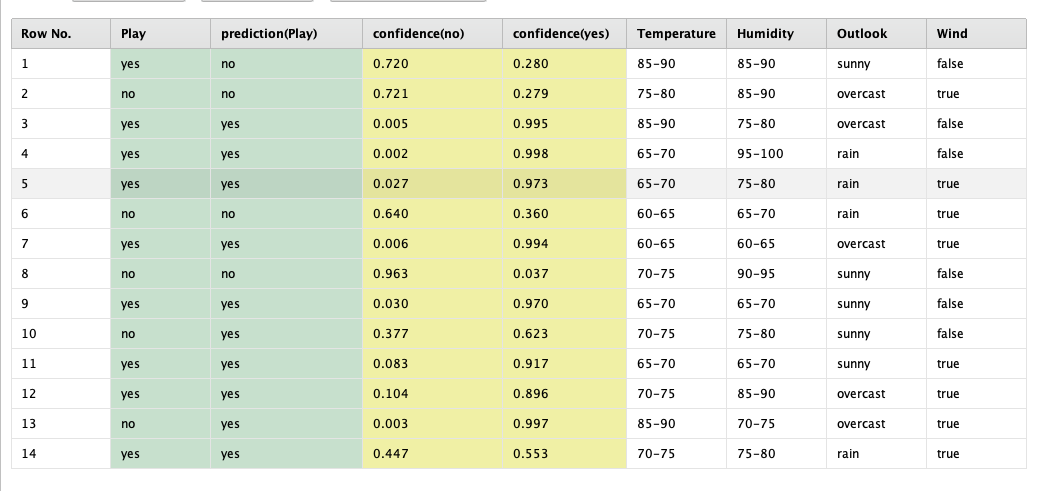 Row No. Play prediction(Play) confidence(no) confidence(yes) Temperature Humidity Outlook Wind
1 yes no 0.720 0.280 85-90 85-90 sunny false
2 no no 0.721 0.279 75-80 85-90 overcast true
3 yes yes 0.005 0.995 85-90 75-80 overcast false
4 yes yes 0.002 0.998 65-70 95-100 rain false
5 yes yes 0.027 0.973 65-70 75-80 rain true
6 no no 0.640 0.360 60-65 65-70 rain true
7 yes yes 0.006 0.994 60-65 60-65 overcast true
8 no no 0.963 0.037 70-75 90-95 sunny false
9 yes yes 0.030 0.970 65-70 65-70 sunny false
10 no yes 0.377 0.623 70-75 75-80 sunny false
11 yes yes 0.083 0.917 65-70 65-70 sunny true
12 yes yes 0.104 0.896 70-75 85-90 overcast true
13 no yes 0.003 0.997 85-90 70-75 overcast true
14 yes yes 0.447 0.553 70-75 75-80 rain true